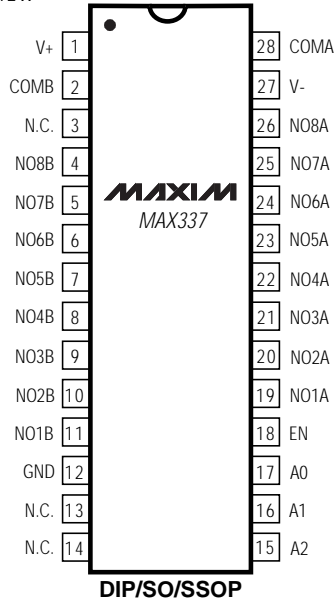 V+ 1 28 COMA
COMB 2 27 V-
N.C. 3 26 NO8A
NO8B 4 25 NO7A
NO7B 5 24 NO6A
NO6B 6 23 NO5A
NO5B 7 22 NO4A
NO4B 8 21 NO3A
NO3B 9 20 NO2A
NO2B 10 19 NO1A
NO1B 11 18 EN
GND 12 17 A0
N.C. 13 16 A1
N.C. 14 15 A2
MAXIM
MAX337
DIP/SO/SSOP